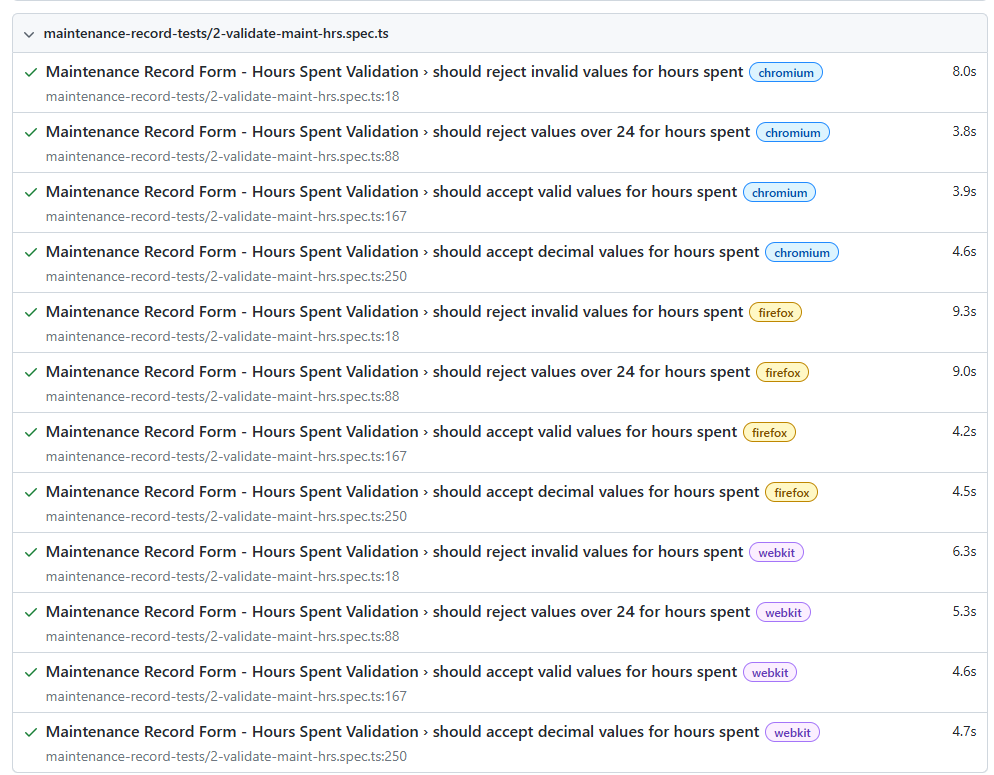 maintenance-record-tests/2-validate-maint-hrs.spec.ts
Maintenance Record Form - Hours Spent Validation › should reject invalid values for hours spent chromium 8.0s
maintenance-record-tests/2-validate-maint-hrs.spec.ts:18
Maintenance Record Form - Hours Spent Validation › should reject values over 24 for hours spent chromium 3.8s
maintenance-record-tests/2-validate-maint-hrs.spec.ts:88
Maintenance Record Form - Hours Spent Validation › should accept valid values for hours spent chromium 3.9s
maintenance-record-tests/2-validate-maint-hrs.spec.ts:167
Maintenance Record Form - Hours Spent Validation › should accept decimal values for hours spent chromium 4.6s
maintenance-record-tests/2-validate-maint-hrs.spec.ts:250
Maintenance Record Form - Hours Spent Validation › should reject invalid values for hours spent firefox 9.3s
maintenance-record-tests/2-validate-maint-hrs.spec.ts:18
Maintenance Record Form - Hours Spent Validation › should reject values over 24 for hours spent firefox 9.0s
maintenance-record-tests/2-validate-maint-hrs.spec.ts:88
Maintenance Record Form - Hours Spent Validation › should accept valid values for hours spent firefox 4.2s
maintenance-record-tests/2-validate-maint-hrs.spec.ts:167
Maintenance Record Form - Hours Spent Validation › should accept decimal values for hours spent firefox 4.5s
maintenance-record-tests/2-validate-maint-hrs.spec.ts:250
Maintenance Record Form - Hours Spent Validation › should reject invalid values for hours spent webkit 6.3s
maintenance-record-tests/2-validate-maint-hrs.spec.ts:18
Maintenance Record Form - Hours Spent Validation › should reject values over 24 for hours spent webkit 5.3s
maintenance-record-tests/2-validate-maint-hrs.spec.ts:88
Maintenance Record Form - Hours Spent Validation › should accept valid values for hours spent webkit 4.6s
maintenance-record-tests/2-validate-maint-hrs.spec.ts:167
Maintenance Record Form - Hours Spent Validation › should accept decimal values for hours spent webkit 4.7s
maintenance-record-tests/2-validate-maint-hrs.spec.ts:250